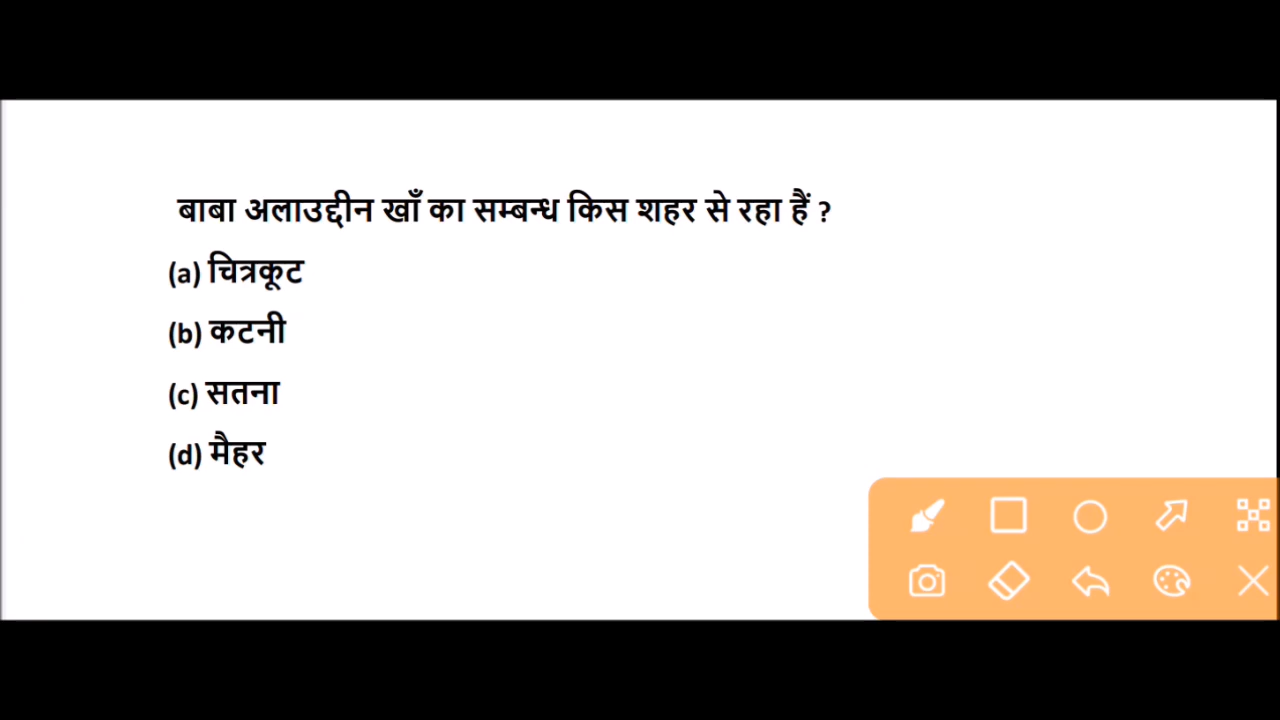 बाबा अलाउद्दीन खाँ का सम्बन्ध किस शहर से रहा हैं ?
(a) चित्रकूट
(b) कटनी
(c) सतना
(d) मैहर